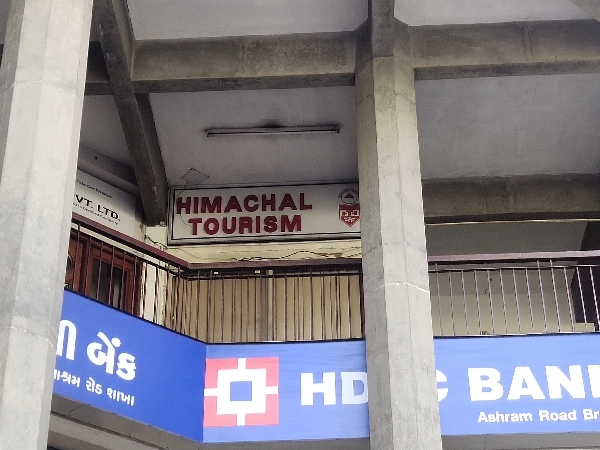 VT. LTD.
HIMACHAL
TOURISM
બેંક
આશ્રમ રોડ શાખા
HD C BAN
Ashram Road Br